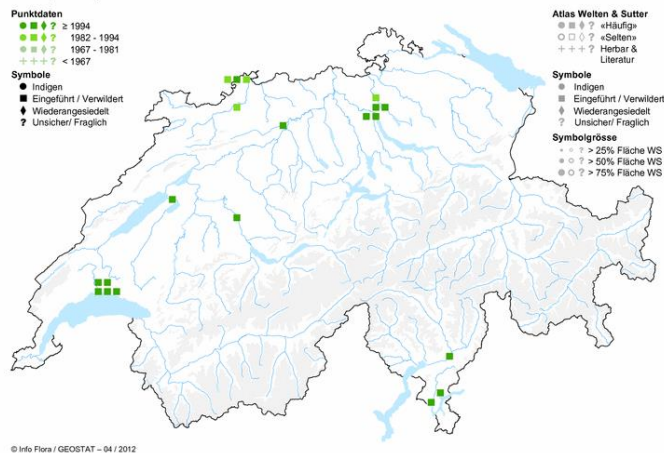 Punktdaten
? ≥ 1994
? 1982 - 1994
? 1967 - 1981
? < 1967
Symbole
Indigen
Eingeführt / Verwildert
Wiederangesiedelt
? Unsicher/ Fraglich
Atlas Welten & Sutter
? «Häufig»
? «Selten»
Herbar &
Literatur
Symbole
Indigen
Eingeführt / Verwildert
Wiederangesiedelt
? Unsicher/ Fraglich
Symbolgrösse
? > 25% Fläche WS
? > 50% Fläche WS
? > 75% Fläche WS
© Info Flora / GEOSTAT – 04 / 2012